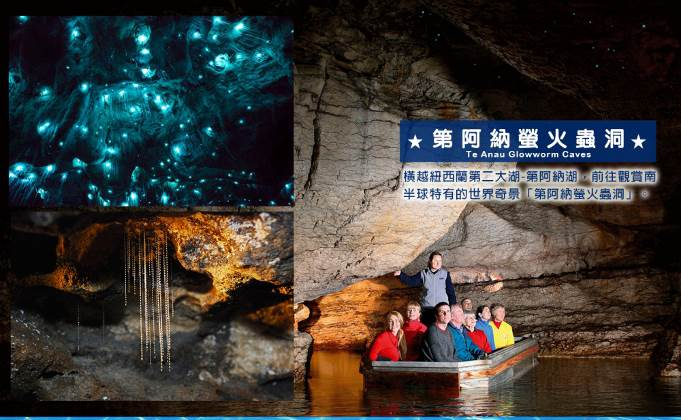 ★ 第阿納螢火蟲洞 ★
Te Anau Glowworm Caves
橫越紐西蘭第二大湖-第阿納湖，前往觀賞南
半球特有的世界奇景「第阿納螢火蟲洞」。